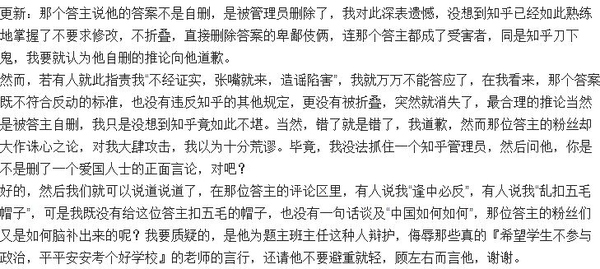 更新：那个答主说他的答案不是自删，是被管理员删除了，我对此深表遗憾，没想到知乎已经如此熟练
地掌握了不要求修改，不折叠，直接删除答案的卑鄙伎俩，连那个答主都成了受害者，同是知乎刀下
鬼，我要就认为他自删的推论向他道歉。
然而，若有人就此指责我"不经证实，张嘴就来，造谣陷害"，我就万万不能答应了，在我看来，那个答案
既不符合反动的标准，也没有违反知乎的其他规定，更没有被折叠，突然就消失了，最合理的推论当然
是被答主自删，我只是没想到知乎竟如此不堪。当然，错了就是错了，我道歉，然而那位答主的粉丝却
大作诛心之论，对我大肆攻击，我以为十分荒谬。毕竟，我没法抓住一个知乎管理员，然后问他，你是
不是删了一个爱国人士的正面言论，对吧？
好的，然后我们就可以说道说道了，在那位答主的评论区里，有人说我"逢中必反"，有人说我"乱扣五毛
帽子"，可是我既没有给这位答主扣五毛的帽子，也没有一句话谈及"中国如何如何"，那位答主的粉丝们
又是如何脑补出来的呢？我要质疑的，是他为题主班主任这种人辩护，侮辱那些真的『希望学生不参与
政治，平平安安考个好学校』的老师的言行，还请他不要避重就轻，顾左右而言他，谢谢。